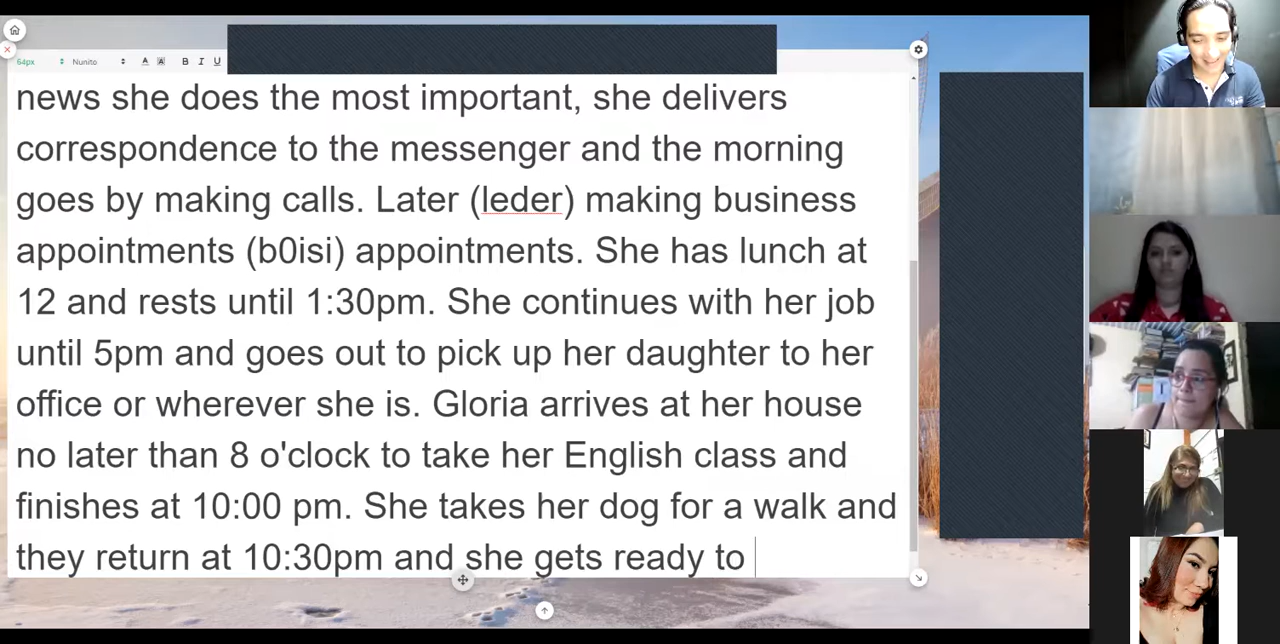 64px Nunito A A B I U
news she does the most important, she delivers
correspondence to the messenger and the morning
goes by making calls. Later (leder) making business
appointments (b0isi) appointments. She has lunch at
12 and rests until 1:30pm. She continues with her job
until 5pm and goes out to pick up her daughter to her
office or wherever she is. Gloria arrives at her house
no later than 8 o'clock to take her English class and
finishes at 10:00 pm. She takes her dog for a walk and
they return at 10:30pm and she gets ready to